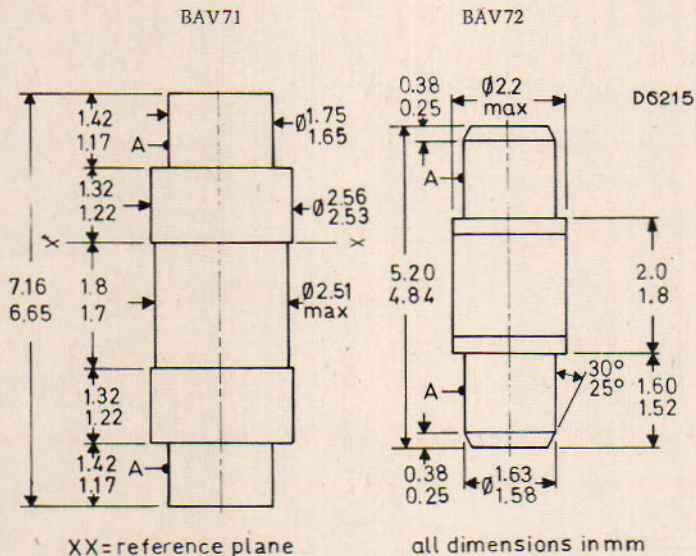 BAV71
BAV72
D6215
1.42
1.17
A
Ø1.75
1.65
1.32
1.22
Ø2.56
2.53
X
X
7.16
6.65
1.8
1.7
Ø2.51
max
1.32
1.22
1.42
1.17
A
XX=reference plane
0.38
0.25
Ø2.2
max
A
5.20
4.84
2.0
1.8
A
30°
25°
1.60
1.52
0.38
0.25
Ø1.63
1.58
all dimensions in mm